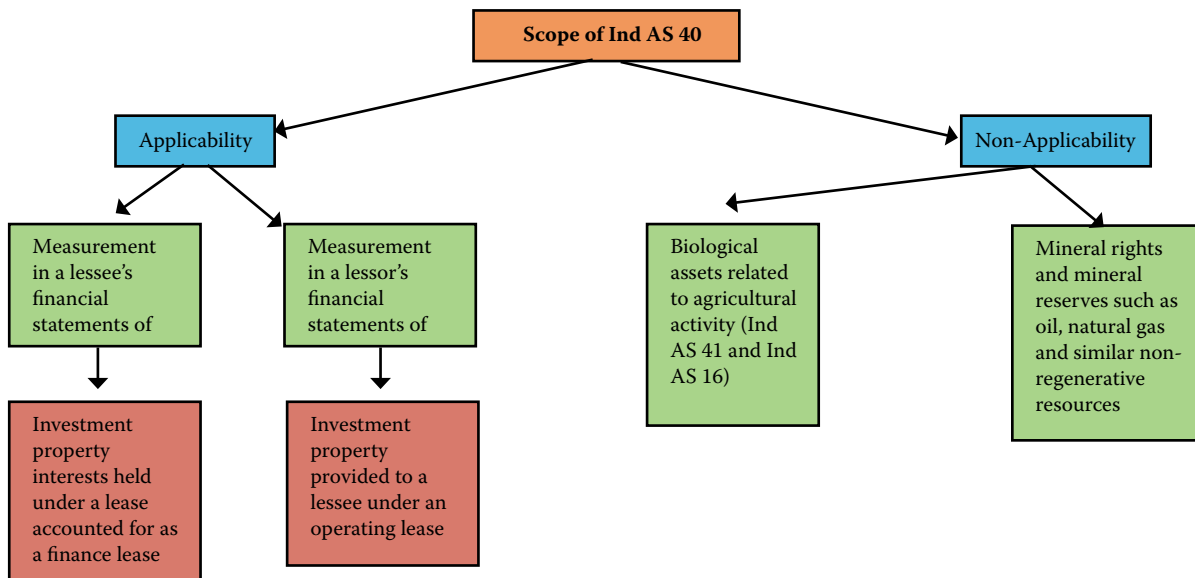 Scope of Ind AS 40
Applicability
Non-Applicability
Measurement
in a lessee’s
financial
statements of
Measurement
in a lessor’s
financial
statements of
Biological
assets related
to agricultural
activity (Ind
AS 41 and Ind
AS 16)
Mineral rights
and mineral
reserves such as
oil, natural gas
and similar non-
regenerative
resources
Investment
property
interests held
under a lease
accounted for as
a finance lease
Investment
property
provided to a
lessee under an
operating lease